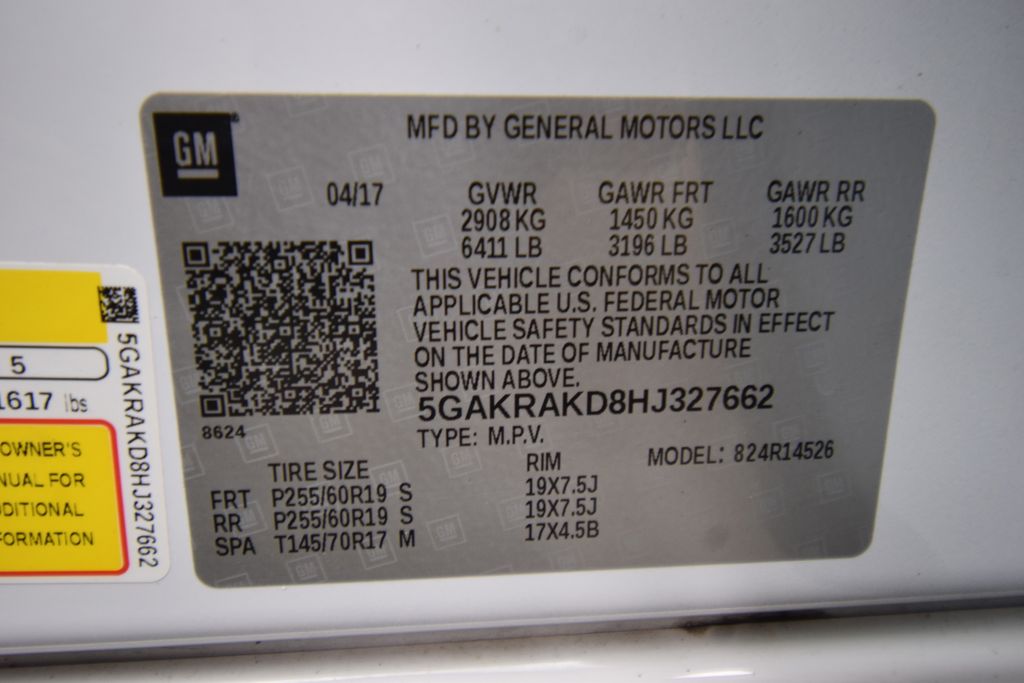 GM
MFD BY GENERAL MOTORS LLC
04/17
GVWR GAWR FRT GAWR RR
2908 KG 1450 KG 1600 KG
6411 LB 3196 LB 3527 LB
THIS VEHICLE CONFORMS TO ALL
APPLICABLE U.S. FEDERAL MOTOR
VEHICLE SAFETY STANDARDS IN EFFECT
ON THE DATE OF MANUFACTURE
SHOWN ABOVE.
5GAKRAKD8HJ327662
8624
TYPE: M.P.V.
MODEL: 824R14526
TIRE SIZE RIM
FRT P255/60R19 S 19X7.5J
RR P255/60R19 S 19X7.5J
SPA T145/70R17 M 17X4.5B
5
1617 lbs
OWNER'S
NUAL FOR
DITIONAL
FORMATION
5GAKRAKD8HJ327662